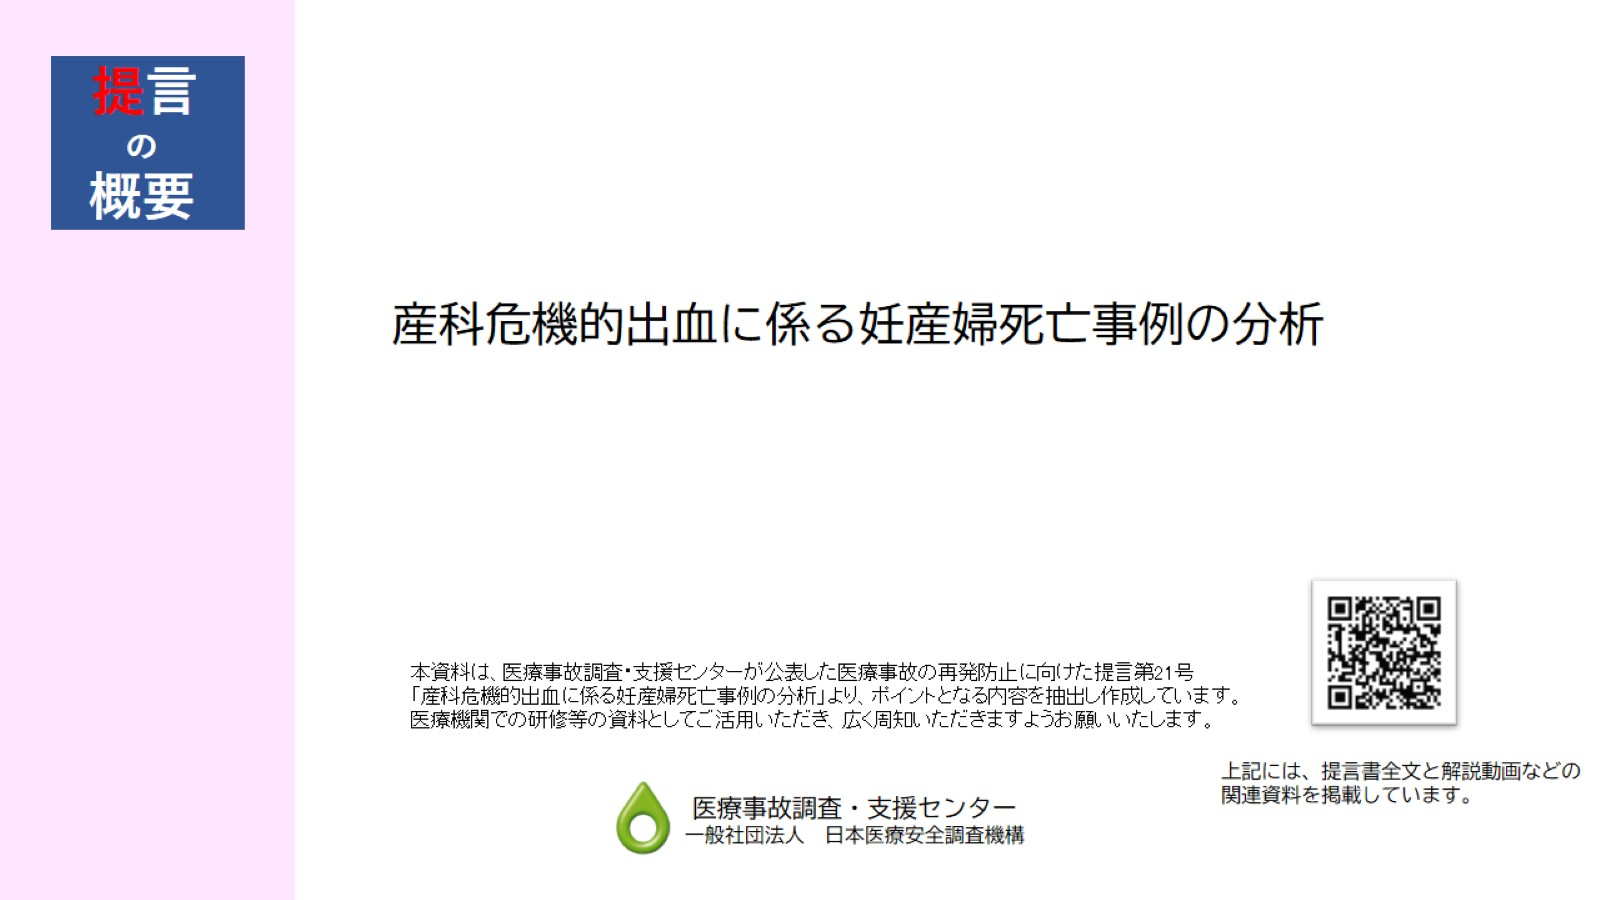 提言
の
概要
産科危機的出血に係る妊産婦死亡事例の分析
本資料は、医療事故調査・支援センターが公表した医療事故の再発防止に向けた提言第21号
「産科危機的出血に係る妊産婦死亡事例の分析」より、ポイントとなる内容を抽出し作成しています。
医療機関での研修等の資料としてご活用いただき、広く周知いただきますようお願いいたします。
上記には、提言書全文と解説動画などの
関連資料を掲載しています。
医療事故調査・支援センター
一般社団法人　日本医療安全調査機構